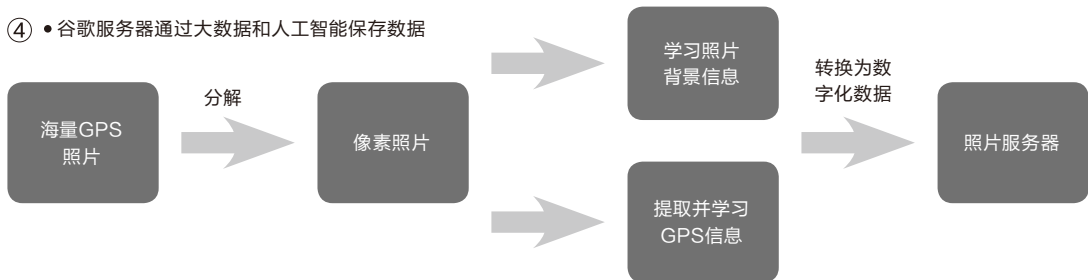 ④ •谷歌服务器通过大数据和人工智能保存数据
海量GPS
照片
分解
像素照片
学习照片
背景信息
提取并学习
GPS信息
转换为数
字化数据
照片服务器